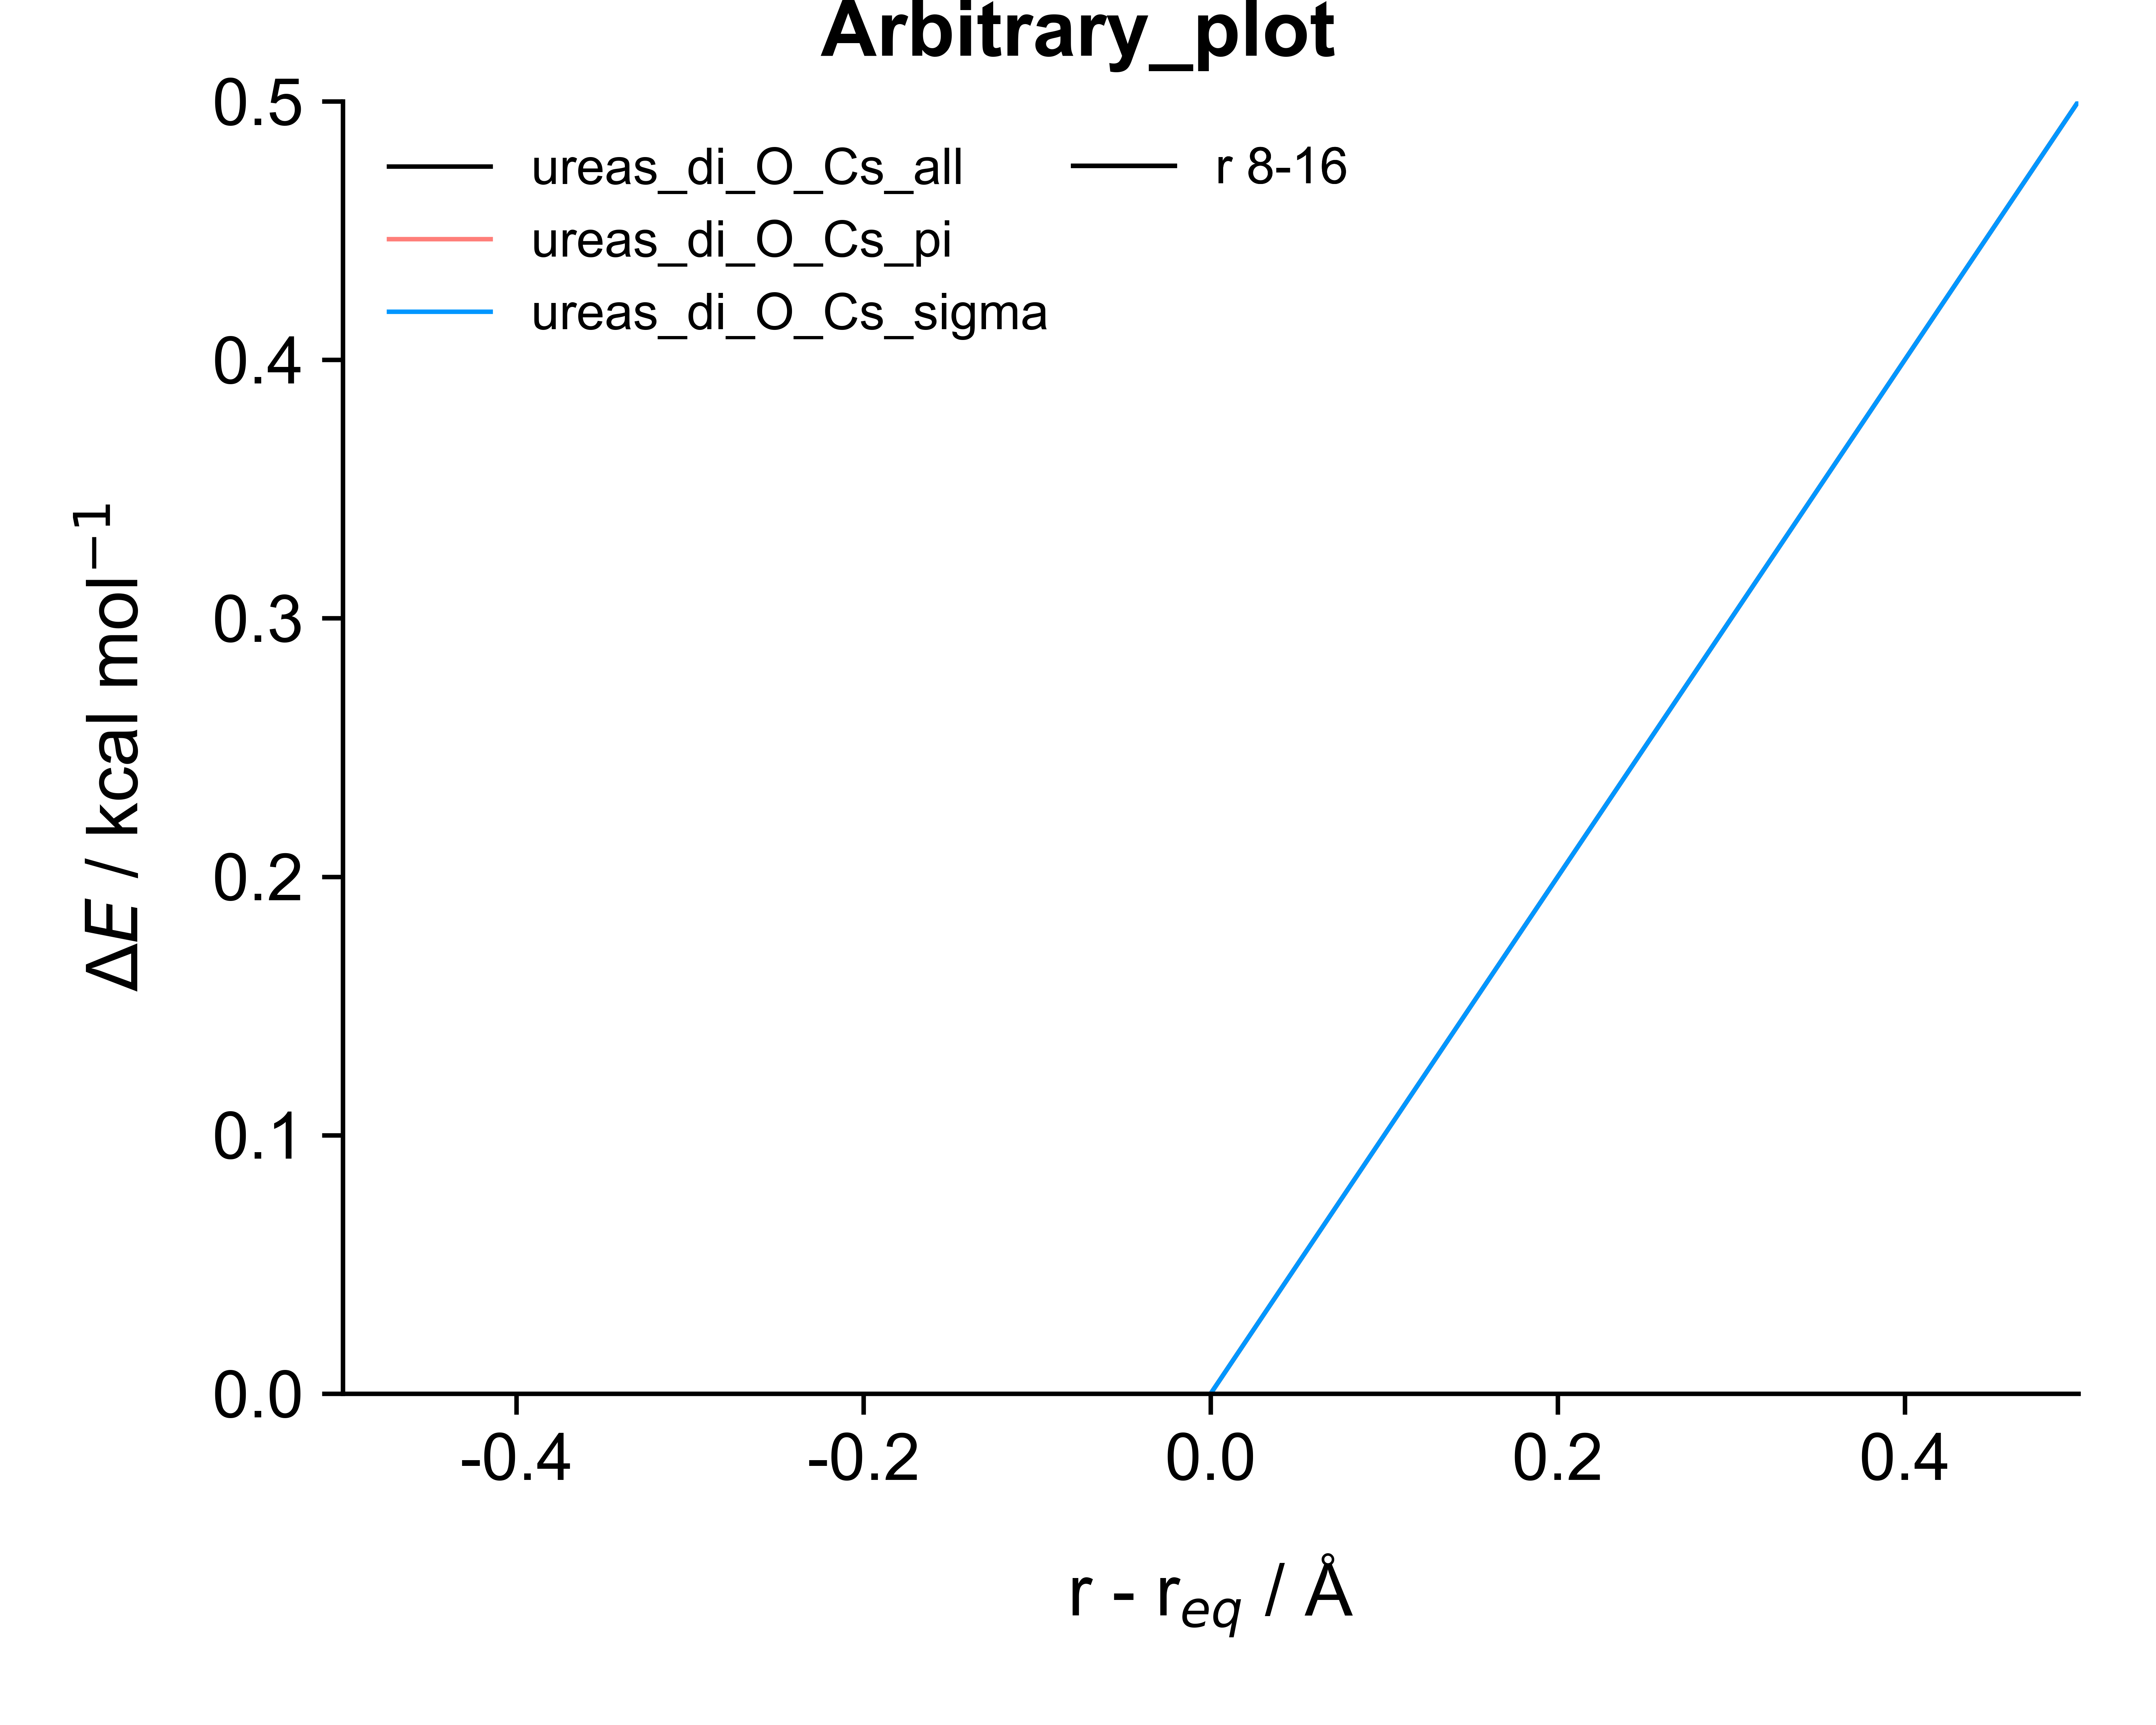 Arbitrary_plot
ureas_di_O_Cs_all
ureas_di_O_Cs_pi
ureas_di_O_Cs_sigma
r 8-16
ΔE / kcal mol⁻¹
0.5
0.4
0.3
0.2
0.1
0.0
-0.4
-0.2
0.0
0.2
0.4
r - r_eq / Å